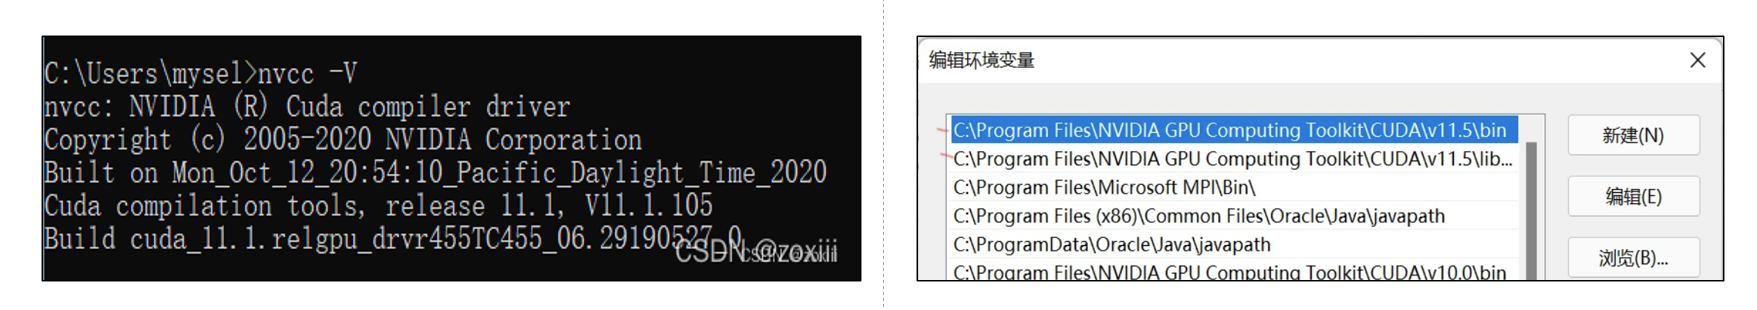 C:\Users\mysel>nvcc -V
nvcc: NVIDIA (R) Cuda compiler driver
Copyright (c) 2005-2020 NVIDIA Corporation
Built on Mon_Oct_12_20:54:10_Pacific_Daylight_Time_2020
Cuda compilation tools, release 11.1, V11.1.105
Build cuda_11.1.relgpu_drvr455TC455_06.29190527_0
CSDN @zoxiii
编辑环境变量
C:\Program Files\NVIDIA GPU Computing Toolkit\CUDA\v11.5\bin
C:\Program Files\NVIDIA GPU Computing Toolkit\CUDA\v11.5\lib...
C:\Program Files\Microsoft MPI\Bin\
C:\Program Files (x86)\Common Files\Oracle\Java\javapath
C:\ProgramData\Oracle\Java\javapath
C:\Program Files\NVIDIA GPU Computing Toolkit\CUDA\v10.0\bin
新建(N)
编辑(E)
浏览(B)...